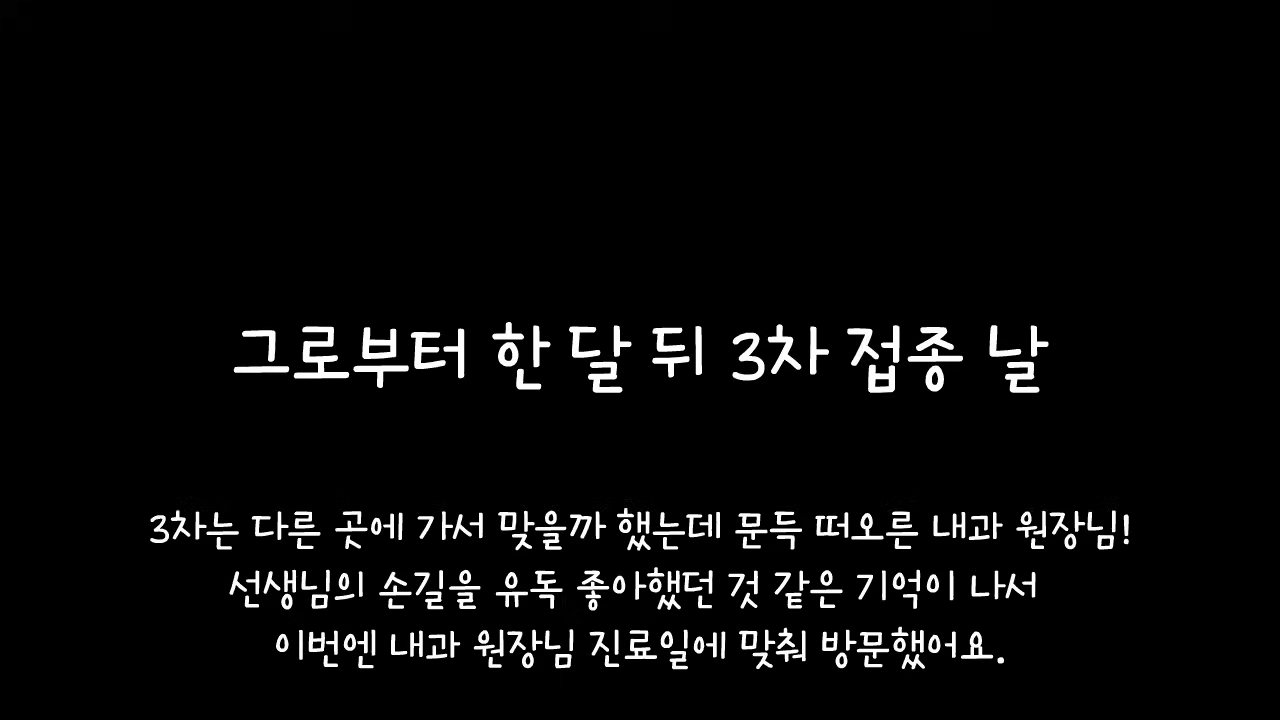 그로부터 한 달 뒤 3차 접종 날
3차는 다른 곳에 가서 맞을까 했는데 문득 떠오른 내과 원장님!
선생님의 손길을 유독 좋아했던 것 같은 기억이 나서
이번엔 내과 원장님 진료일에 맞춰 방문했어요.